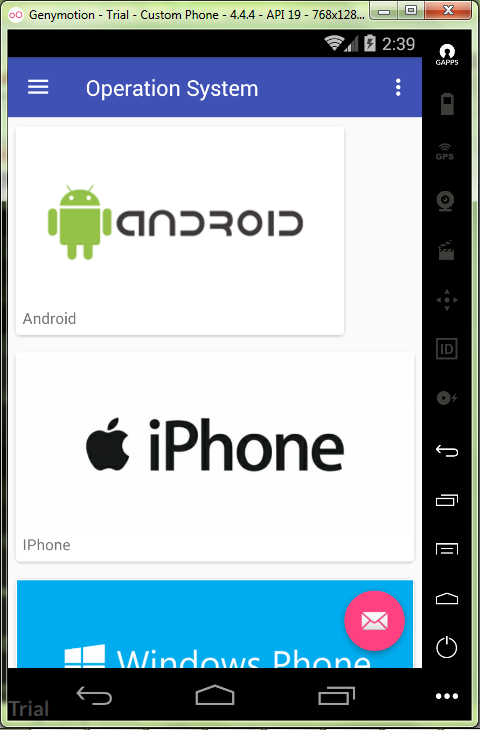 Genymotion - Trial - Custom Phone - 4.4.4 - API 19 - 768x128...
2:39
GAPPS
Operation System
GPS
ANDROID
Android
ID
iPhone
IPhone
Windows Phone
Trial